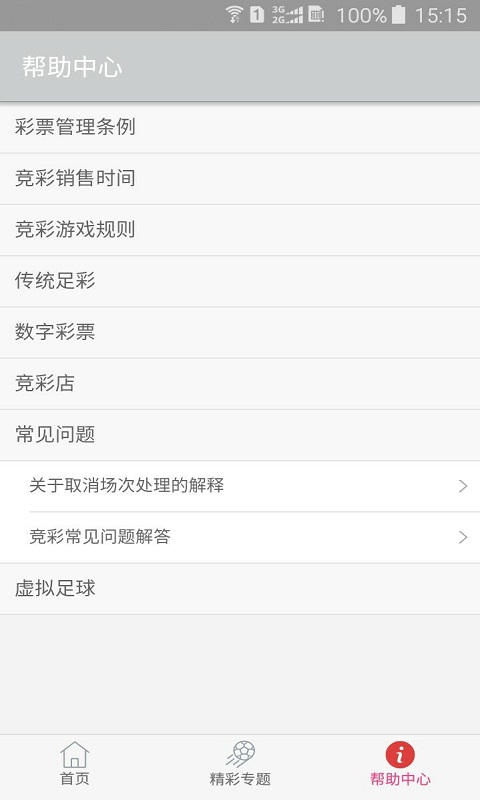 1
3G
2G
100%
15:15
帮助中心
彩票管理条例
竞彩销售时间
竞彩游戏规则
传统足彩
数字彩票
竞彩店
常见问题
关于取消场次处理的解释
竞彩常见问题解答
虚拟足球
首页
精彩专题
帮助中心